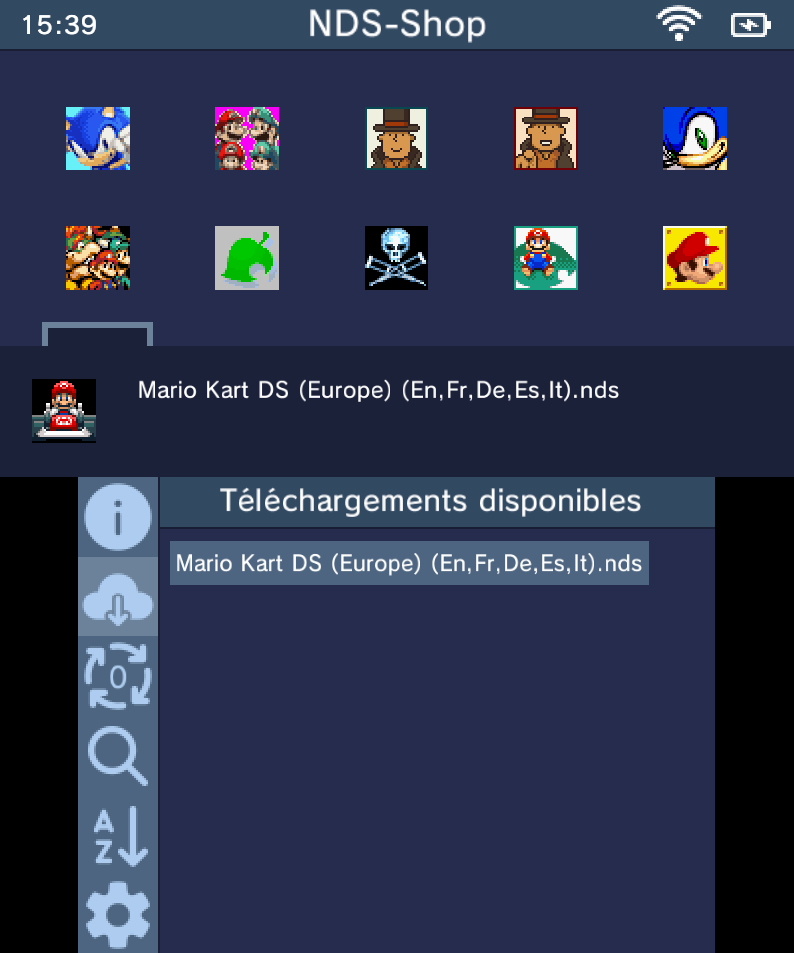 15:39
NDS-Shop
Mario Kart DS (Europe) (En,Fr,De,Es,It).nds
Téléchargements disponibles
Mario Kart DS (Europe) (En,Fr,De,Es,It).nds
i
0
A
Z